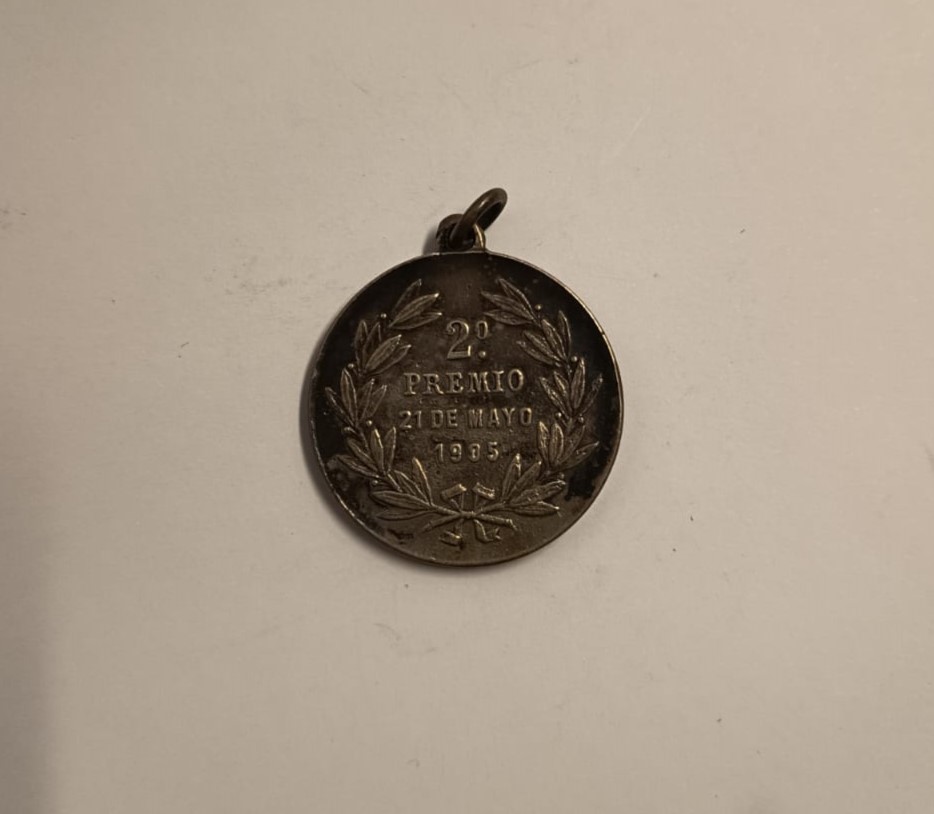 2º
PREMIO
21 DE MAYO
1905